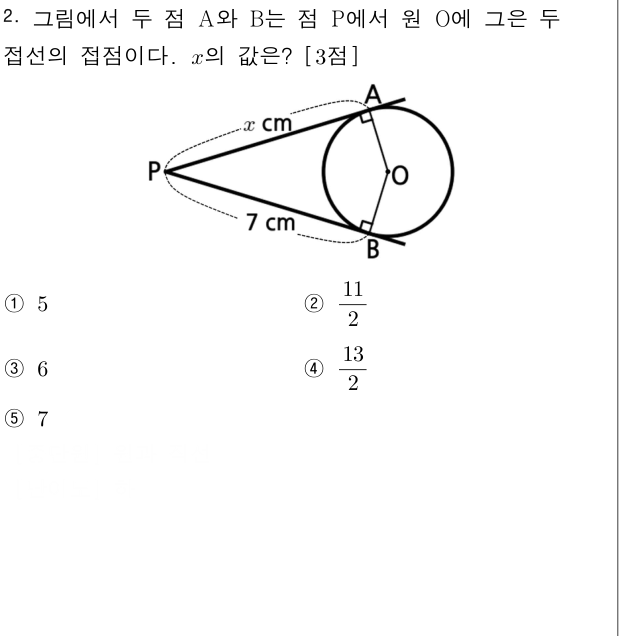 2. 그림에서 두 점 A와 B는 점 P에서 원 O에 그은 두
접선의 접점이다. x의 값은? [3점]
A
x cm
P
O
7 cm
B
① 5
② 11/2
③ 6
④ 13/2
⑤ 7